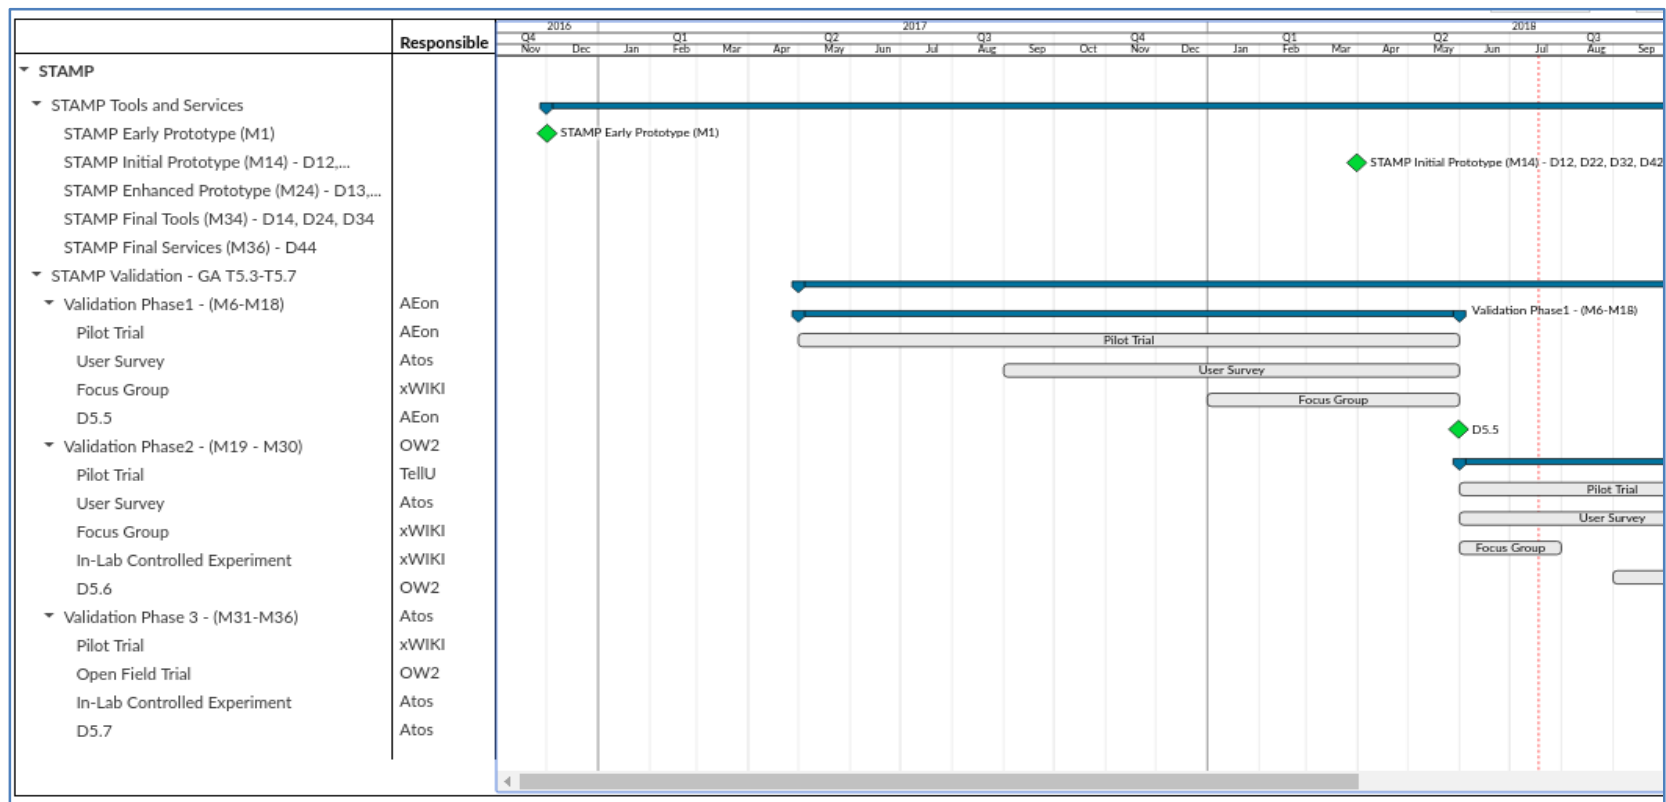 2016 2017 2018
Q4 Q1 Q2 Q3 Q4 Q1 Q2 Q3
Responsible Nov Dec Jan Feb Mar Apr May Jun Jul Aug Sep Oct Nov Dec Jan Feb Mar Apr May Jun Jul Aug Sep
STAMP
STAMP Tools and Services
STAMP Early Prototype (M1) STAMP Early Prototype (M1)
STAMP Initial Prototype (M14) - D12,... STAMP Initial Prototype (M14) - D12, D22, D32, D42
STAMP Enhanced Prototype (M24) - D13,...
STAMP Final Tools (M34) - D14, D24, D34
STAMP Final Services (M36) - D44
STAMP Validation - GA T5.3-T5.7
Validation Phase1 - (M6-M18) AEon Validation Phase1 - (M6-M18)
Pilot Trial AEon Pilot Trial
User Survey Atos User Survey
Focus Group xWIKI Focus Group
D5.5 AEon D5.5
Validation Phase2 - (M19 - M30) OW2
Pilot Trial TellU Pilot Trial
User Survey Atos User Survey
Focus Group xWIKI Focus Group
In-Lab Controlled Experiment xWIKI
D5.6 OW2
Validation Phase 3 - (M31-M36) Atos
Pilot Trial xWIKI
Open Field Trial OW2
In-Lab Controlled Experiment Atos
D5.7 Atos